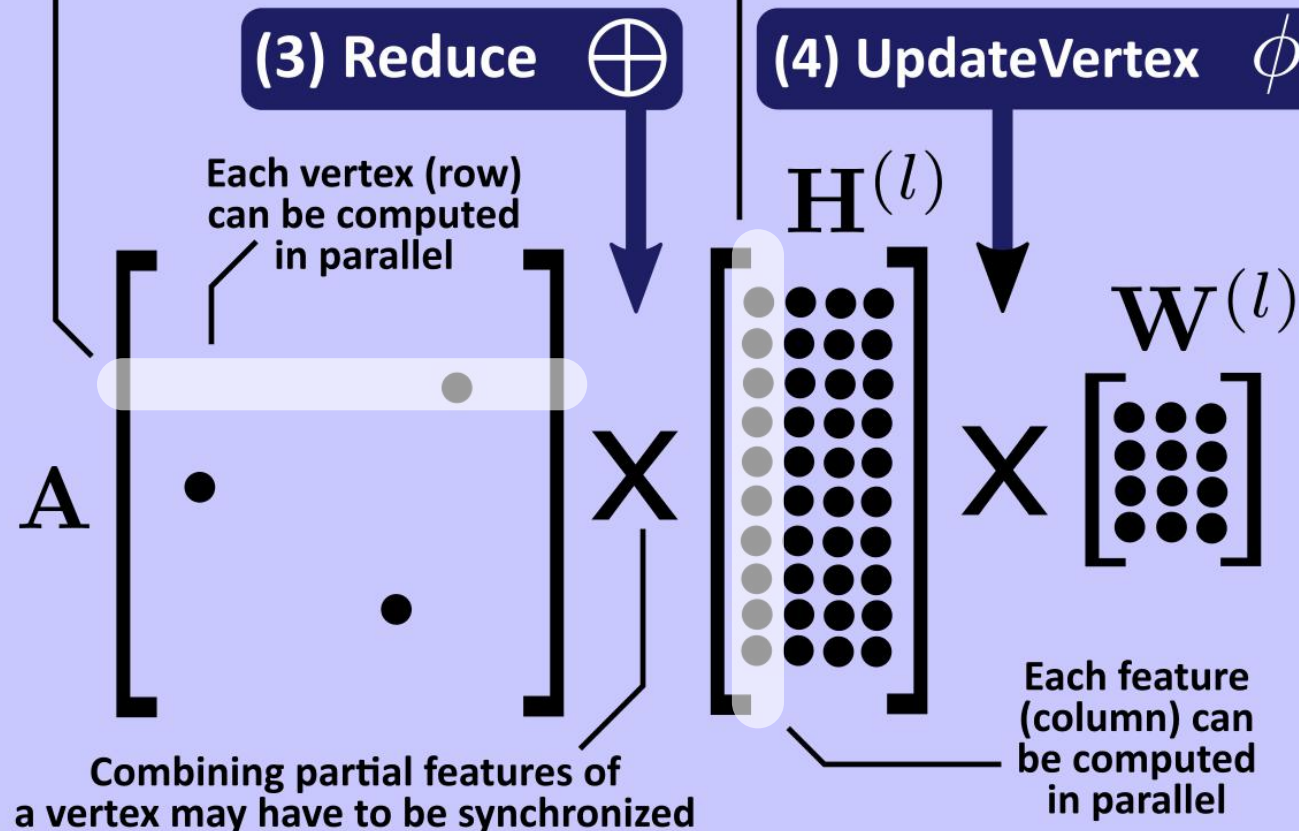 (3) Reduce ⊕
(4) UpdateVertex ϕ
Each vertex (row)
can be computed
in parallel
H^{(l)}
W^{(l)}
A
X
X
Each feature
(column) can
be computed
in parallel
Combining partial features of
a vertex may have to be synchronized